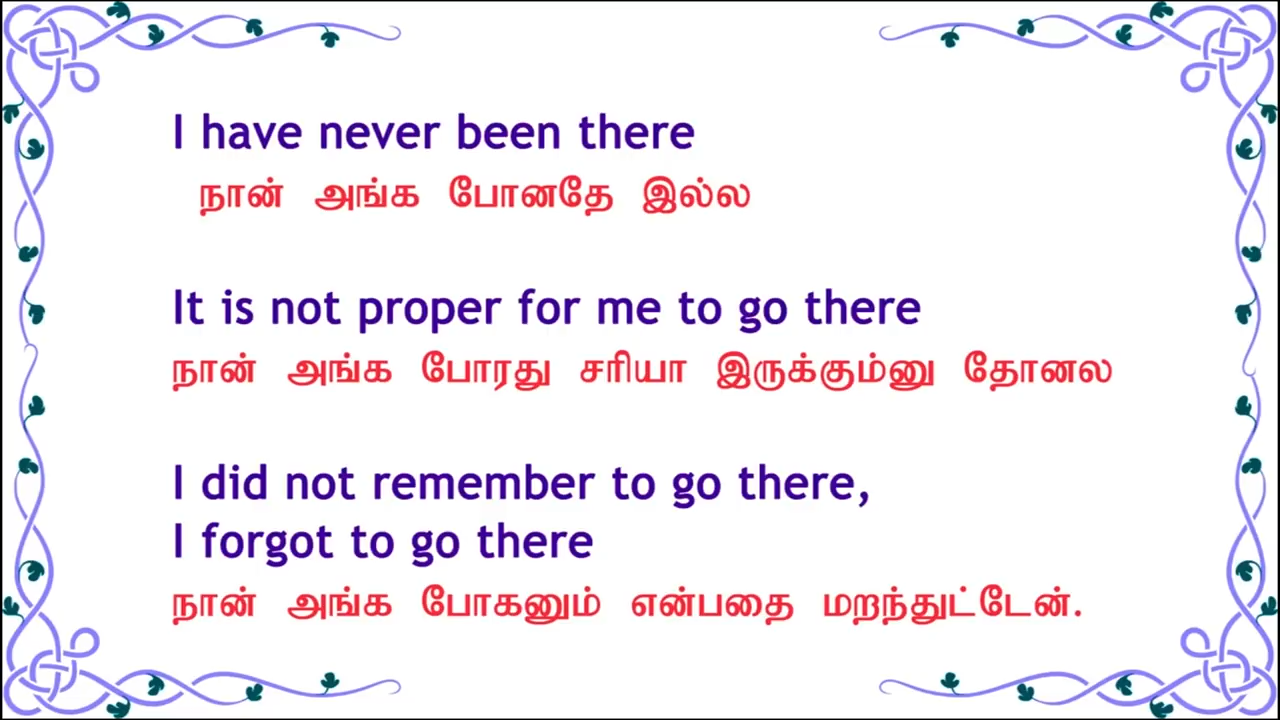 I have never been there
நான் அங்க போனதே இல்ல
It is not proper for me to go there
நான் அங்க போரது சரியா இருக்கும்னு தோனல
I did not remember to go there,
I forgot to go there
நான் அங்க போகனும் என்பதை மறந்துட்டேன்.